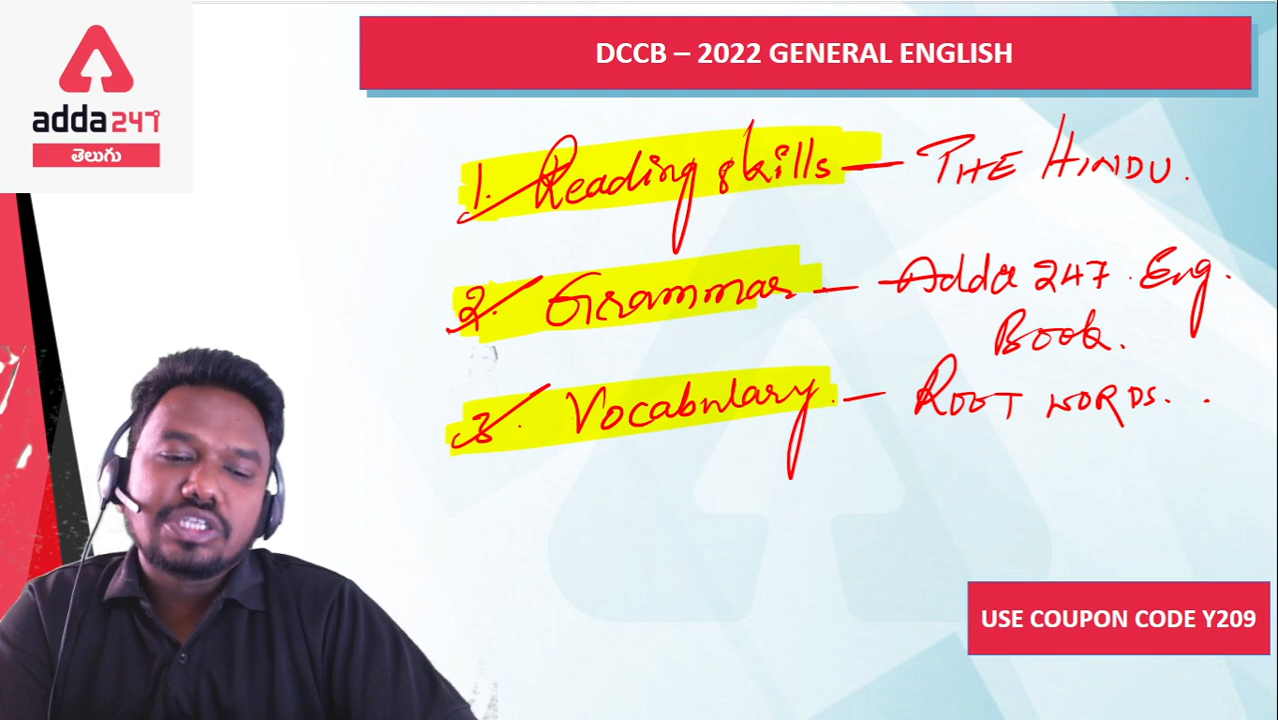 adda247
తెలుగు
DCCB – 2022 GENERAL ENGLISH
1. Reading skills — THE HINDU.
2. Grammar — Adda 247 Eng.
Book.
3. Vocabulary — ROOT WORDS. .
USE COUPON CODE Y209